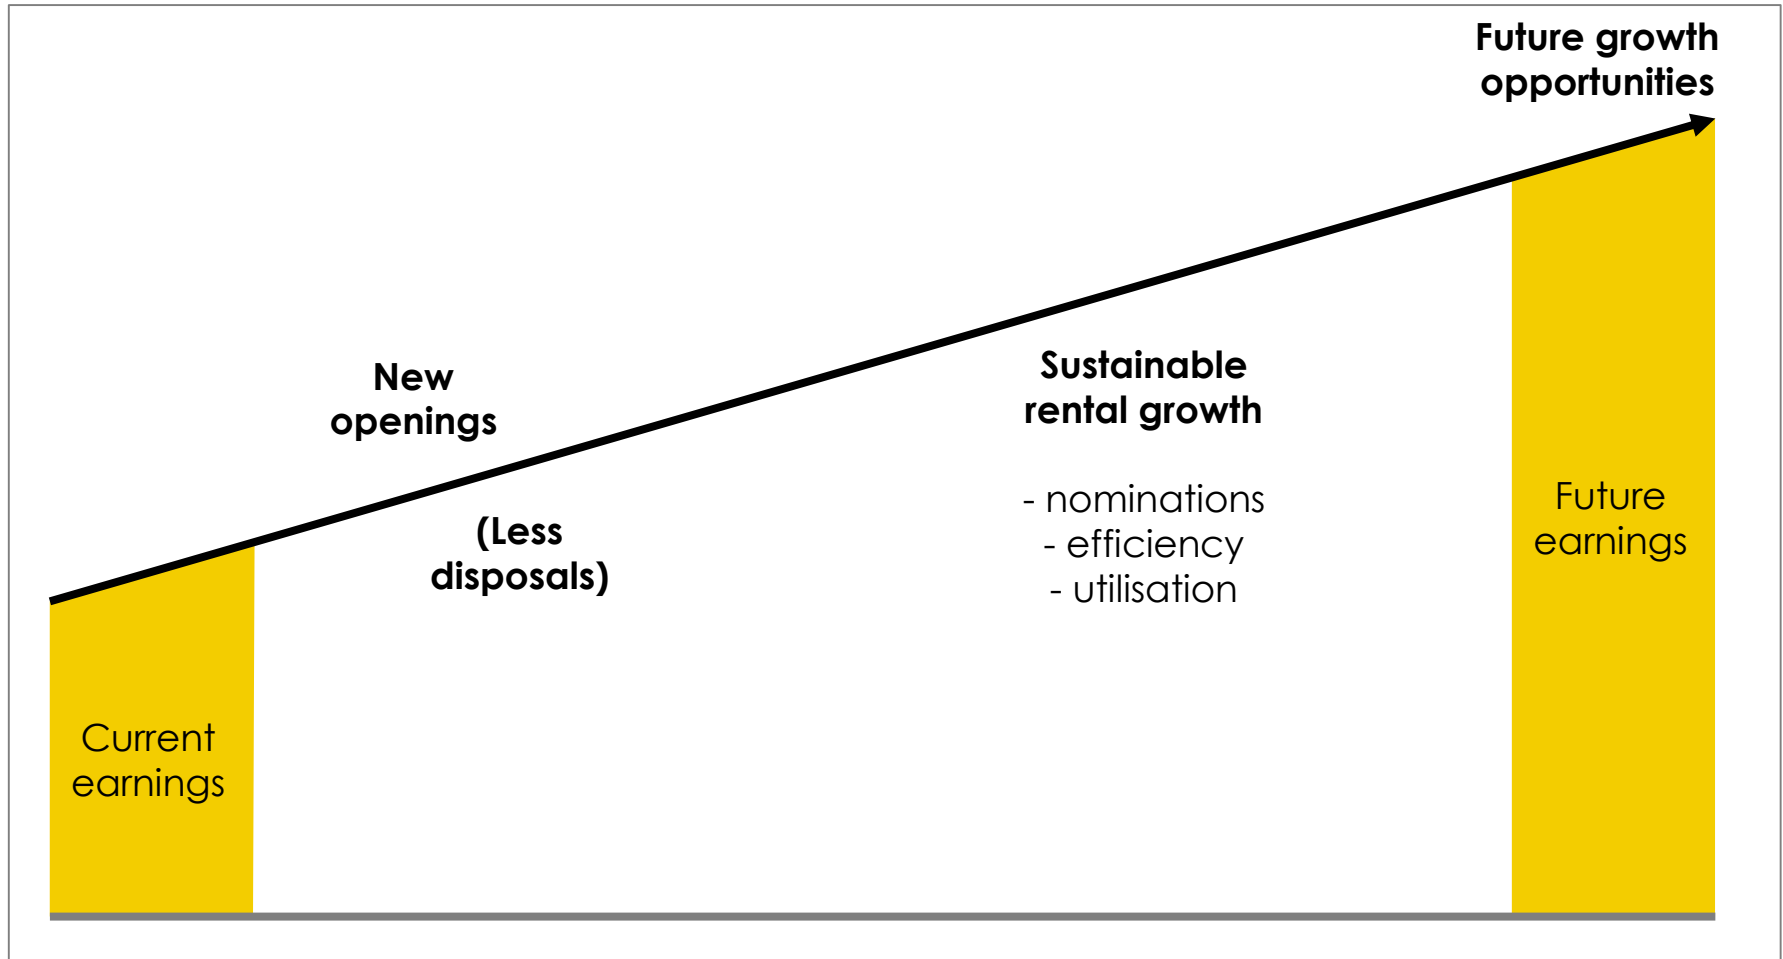 Future growth
opportunities
New
openings
(Less
disposals)
Sustainable
rental growth
- nominations
- efficiency
- utilisation
Current
earnings
Future
earnings